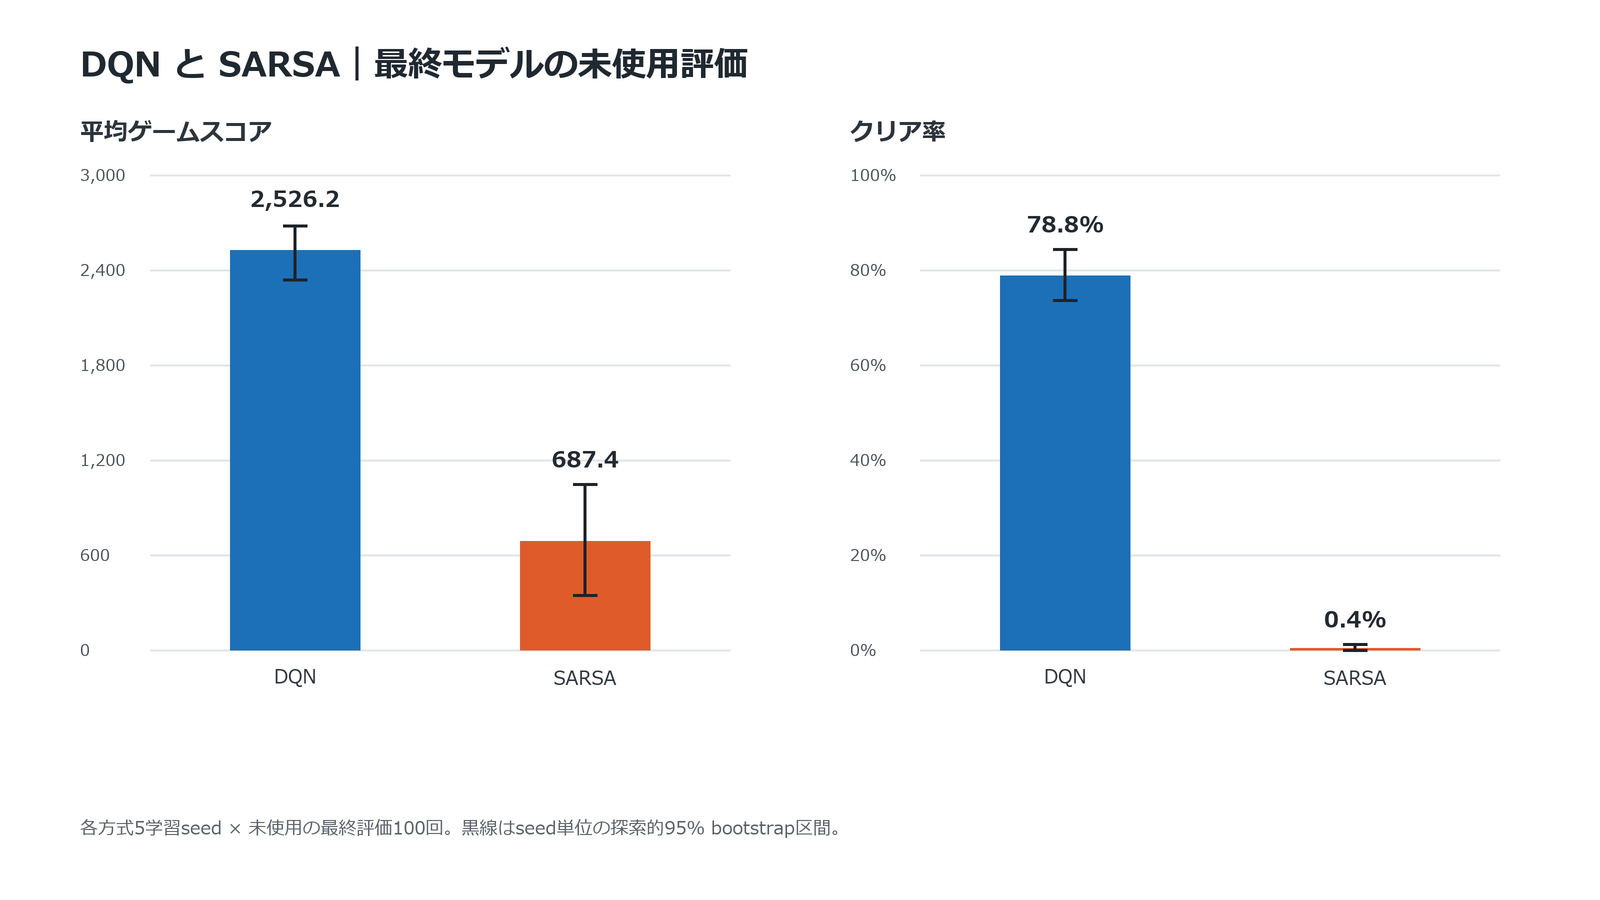 DQN と SARSA｜最終モデルの未使用評価
平均ゲームスコア
3,000
2,400
1,800
1,200
600
0
2,526.2
687.4
DQN
SARSA
クリア率
100%
80%
60%
40%
20%
0%
78.8%
0.4%
DQN
SARSA
各方式5学習seed × 未使用の最終評価100回。黒線はseed単位の探索的95% bootstrap区間。